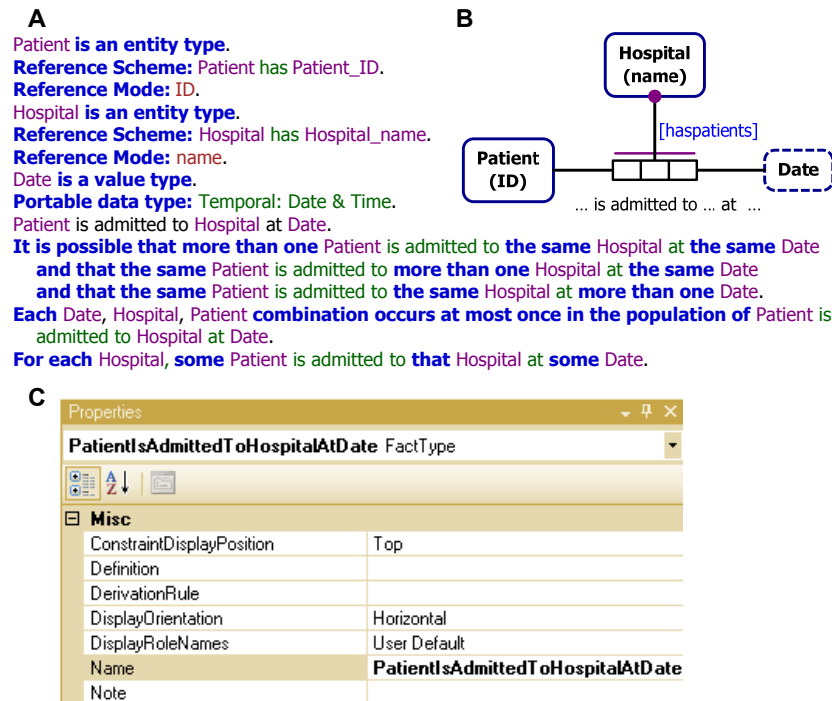 A
Patient is an entity type.
Reference Scheme: Patient has Patient_ID.
Reference Mode: ID.
Hospital is an entity type.
Reference Scheme: Hospital has Hospital_name.
Reference Mode: name.
Date is a value type.
Portable data type: Temporal: Date & Time.
Patient is admitted to Hospital at Date.
It is possible that more than one Patient is admitted to the same Hospital at the same Date
and that the same Patient is admitted to more than one Hospital at the same Date
and that the same Patient is admitted to the same Hospital at more than one Date.
Each Date, Hospital, Patient combination occurs at most once in the population of Patient is
admitted to Hospital at Date.
For each Hospital, some Patient is admitted to that Hospital at some Date.
B
Hospital
(name)
[haspatients]
Patient
(ID)
Date
... is admitted to ... at ...
C
Properties
PatientIsAdmittedToHospitalAtDate FactType
Misc
ConstraintDisplayPosition Top
Definition
DerivationRule
DisplayOrientation Horizontal
DisplayRoleNames User Default
Name PatientIsAdmittedToHospitalAtDate
Note